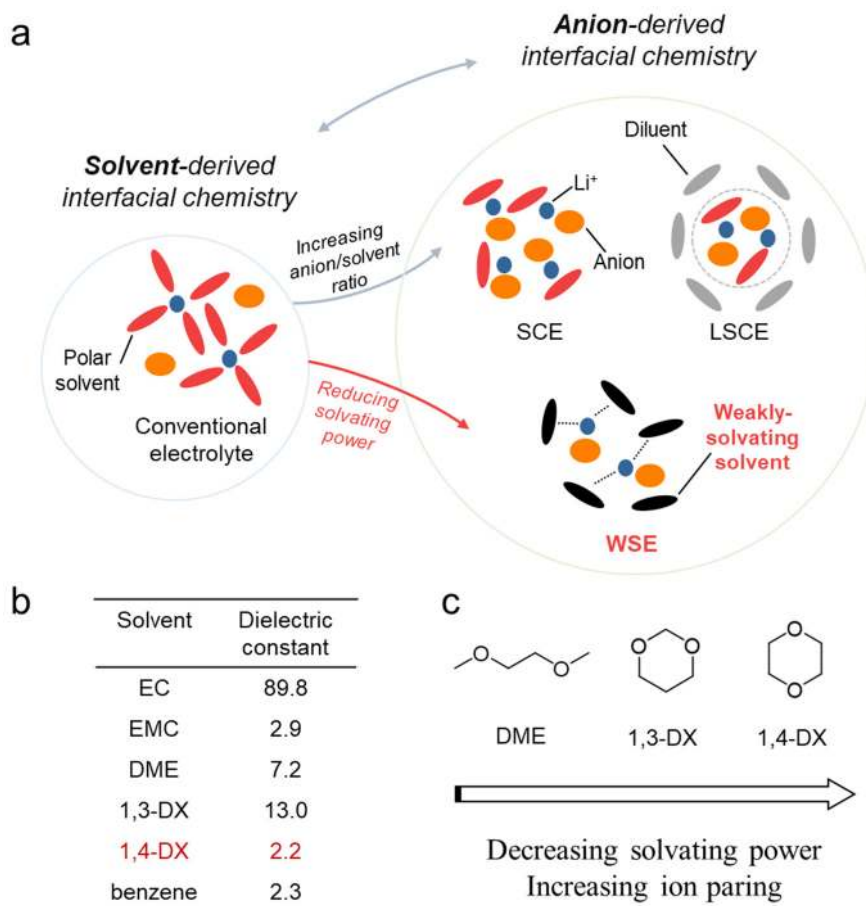 a
Solvent-derived
interfacial chemistry
Anion-derived
interfacial chemistry
Polar
solvent
Conventional
electrolyte
Increasing
anion/solvent
ratio
Reducing
solvating
power
Li⁺
Anion
SCE
Diluent
LSCE
Weakly-
solvating
solvent
WSE
b
Solvent Dielectric
constant
EC 89.8
EMC 2.9
DME 7.2
1,3-DX 13.0
1,4-DX 2.2
benzene 2.3
c
O O O O O O
DME 1,3-DX 1,4-DX
Decreasing solvating power
Increasing ion paring